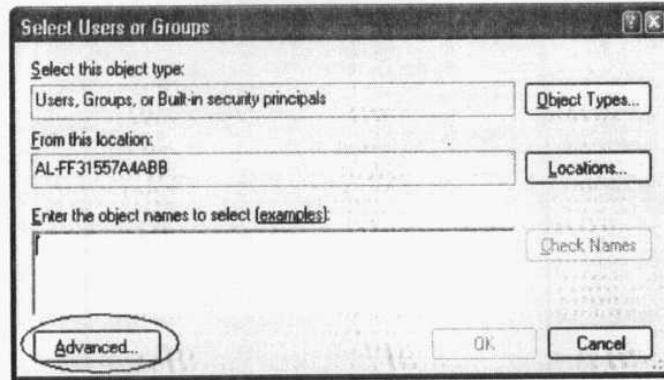 Select Users or Groups
Select this object type:
Users, Groups, or Built-in security principals
Object Types...
From this location:
AL-FF31557A4ABB
Locations...
Enter the object names to select (examples):
Check Names
Advanced...
OK
Cancel